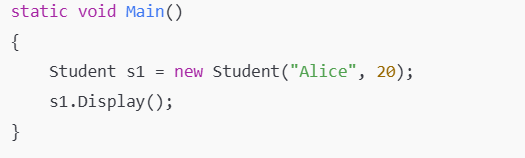 static void Main()
{
    Student s1 = new Student("Alice", 20);
    s1.Display();
}